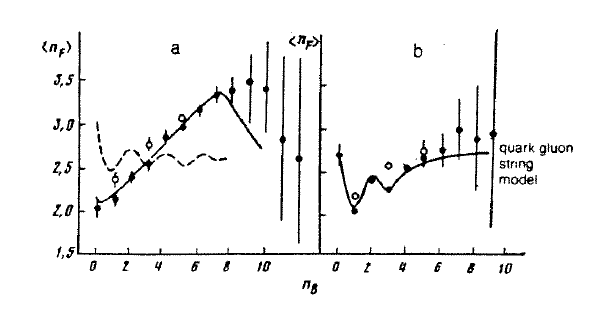 ⟨n_F⟩ a ⟨n_F⟩ b
3,5
3,0
2,5
2,0
1,5
quark gluon
string
model
0 2 4 6 8 10 0 2 4 6 8 10
n_B